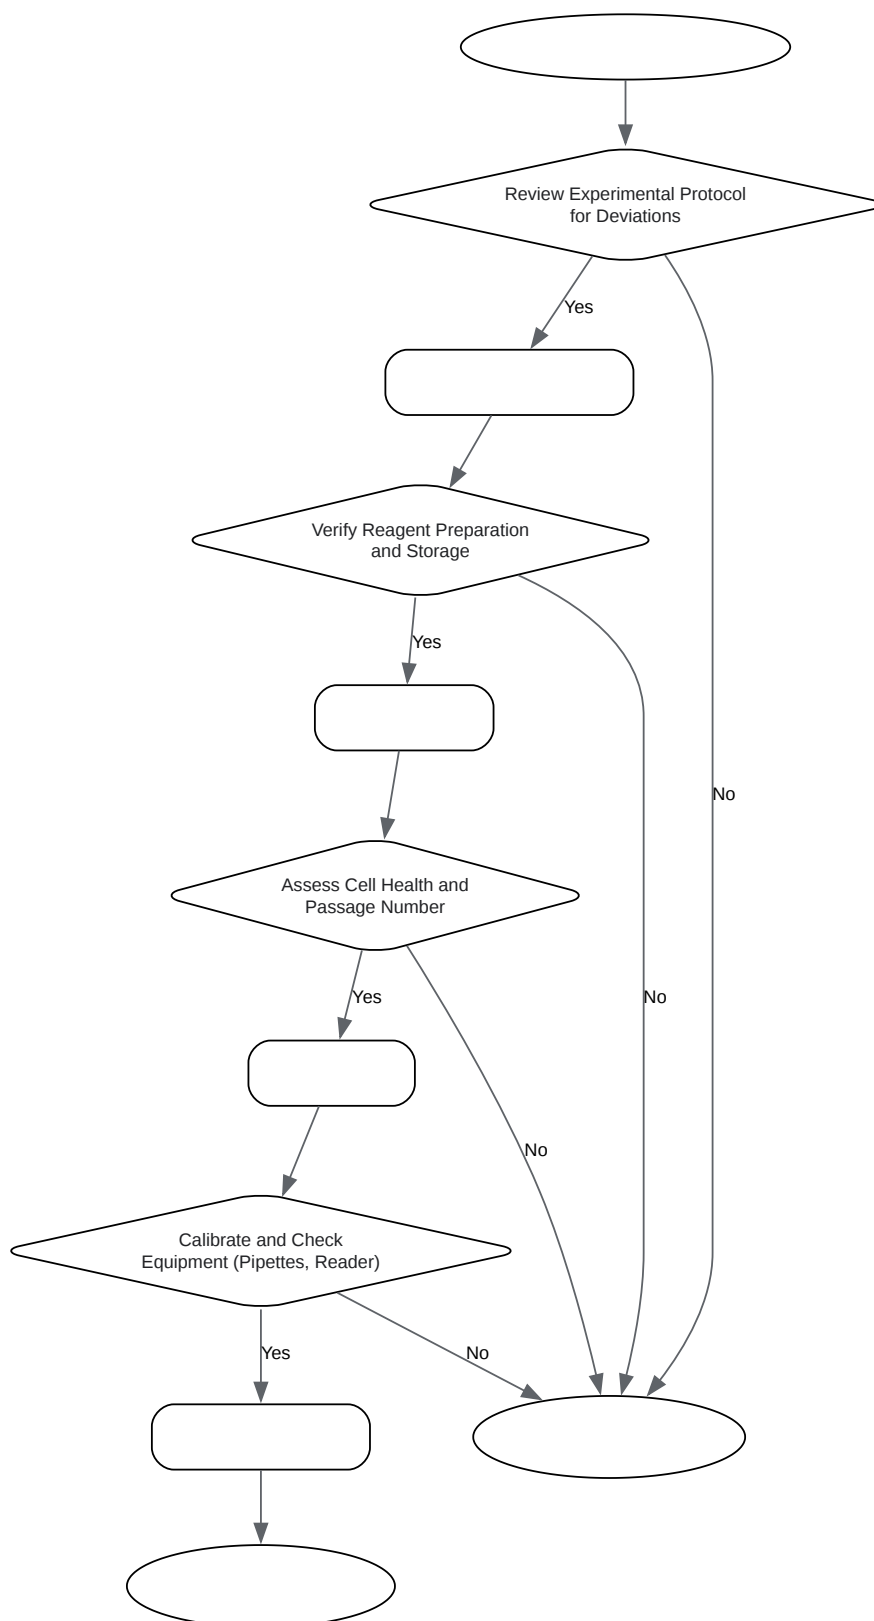 Review Experimental Protocol
for Deviations
Yes
Verify Reagent Preparation
and Storage
Yes
No
Assess Cell Health and
Passage Number
Yes
No
No
Calibrate and Check
Equipment (Pipettes, Reader)
Yes
No